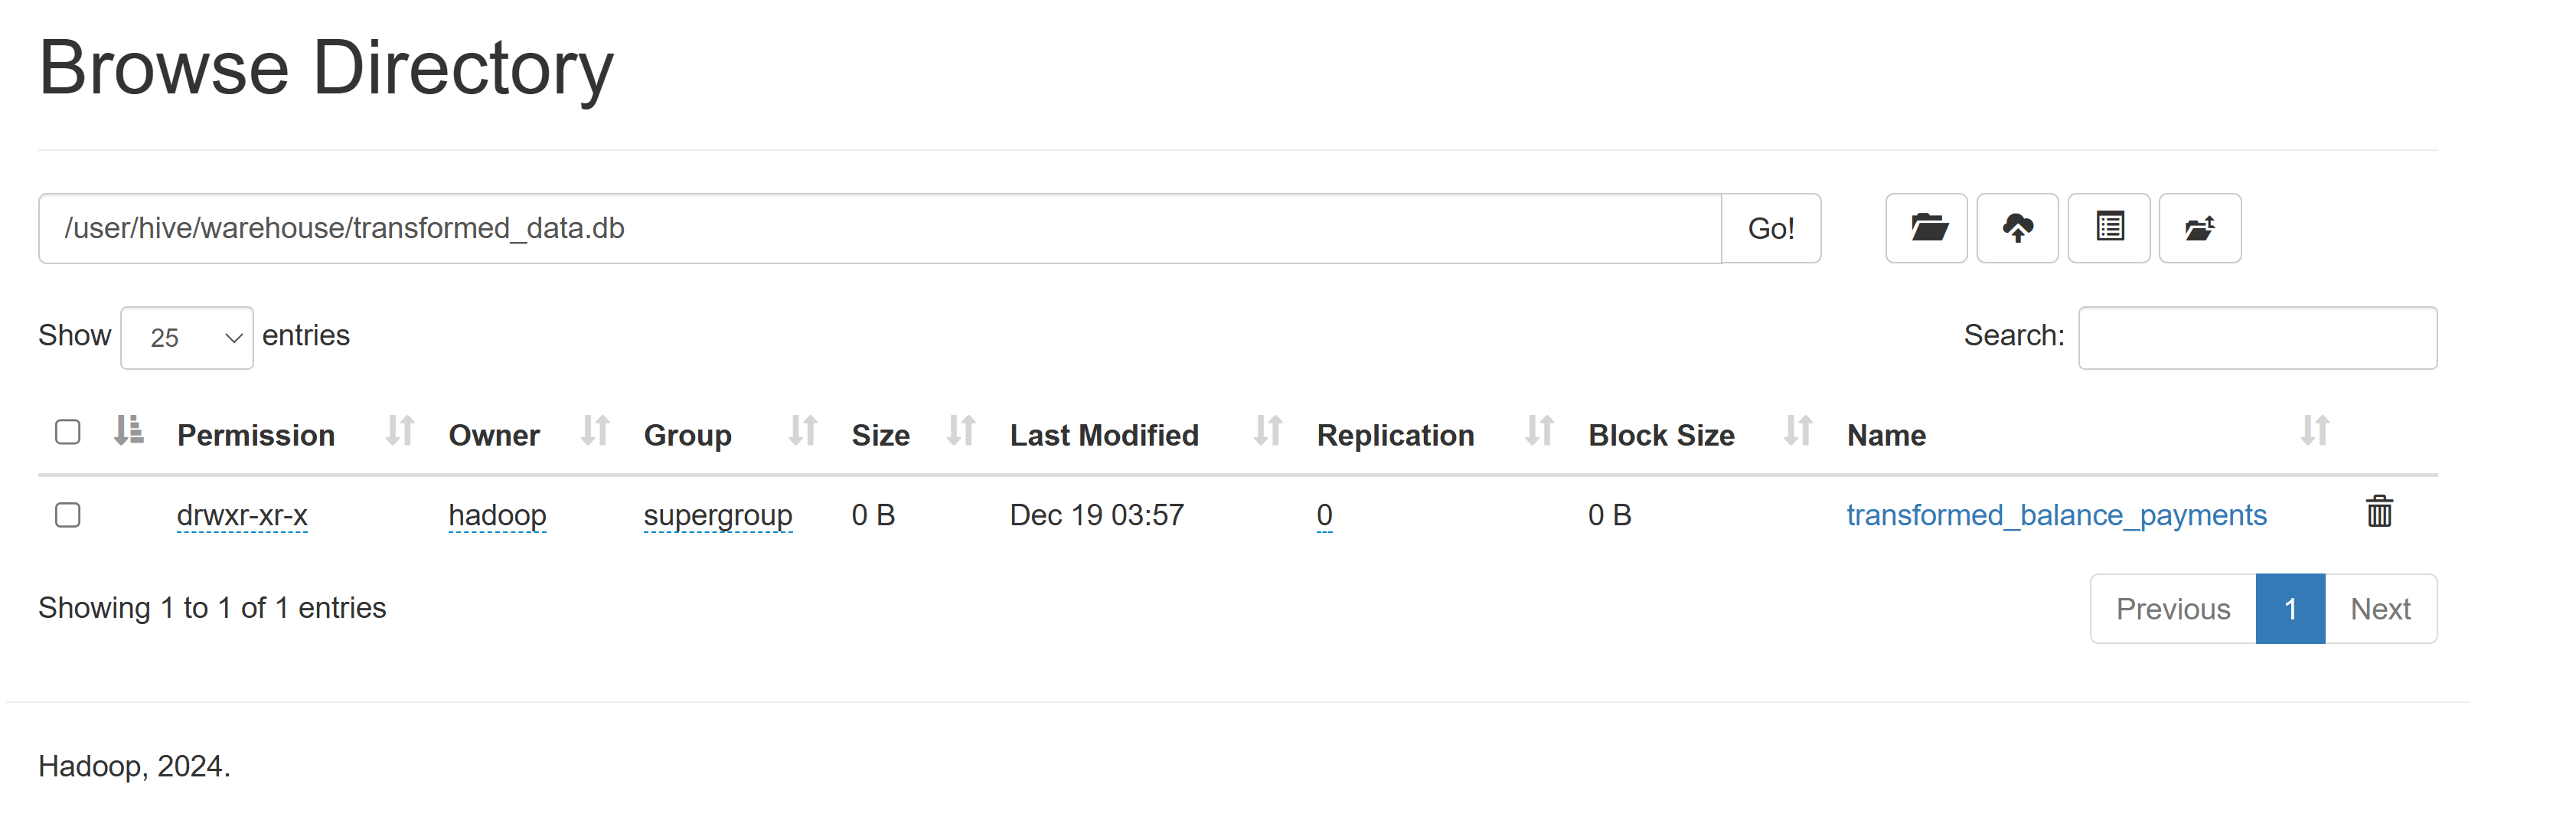 Browse Directory
/user/hive/warehouse/transformed_data.db Go!
Show 25 entries Search:
Permission Owner Group Size Last Modified Replication Block Size Name
drwxr-xr-x hadoop supergroup 0 B Dec 19 03:57 0 0 B transformed_balance_payments
Showing 1 to 1 of 1 entries Previous 1 Next
Hadoop, 2024.